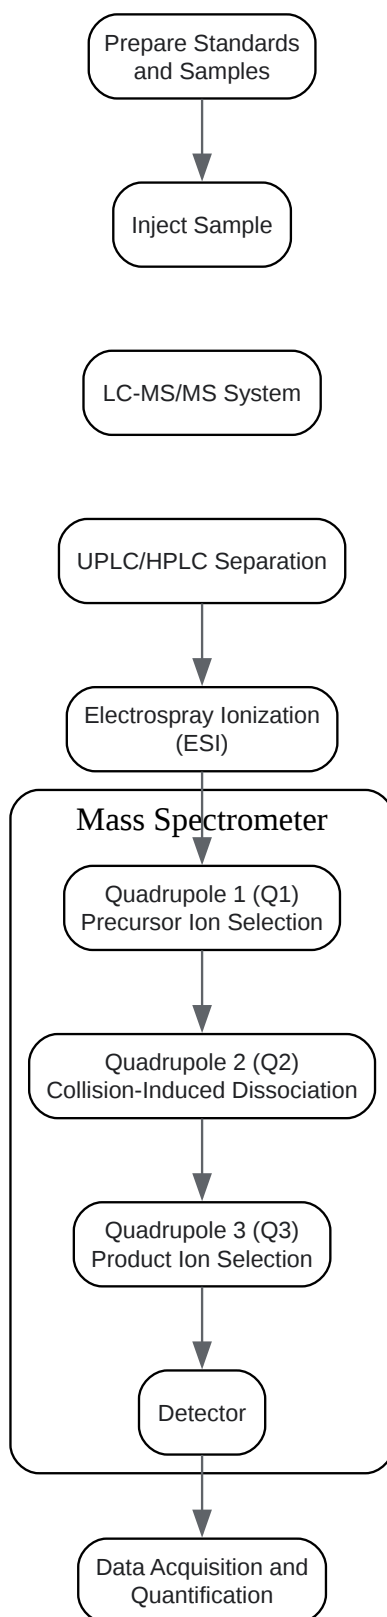 Prepare Standards
and Samples
Inject Sample
LC-MS/MS System
UPLC/HPLC Separation
Electrospray Ionization
(ESI)
Mass Spectrometer
Quadrupole 1 (Q1)
Precursor Ion Selection
Quadrupole 2 (Q2)
Collision-Induced Dissociation
Quadrupole 3 (Q3)
Product Ion Selection
Detector
Data Acquisition and
Quantification